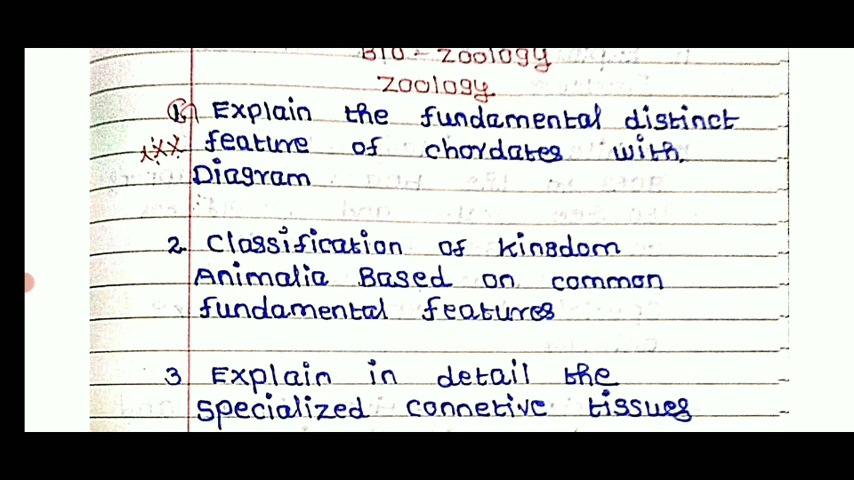 Bio - Zoology
Zoology
1 Explain the fundamental distinct
xxx feature of chordates with
Diagram
2 Classification of kingdom
Animalia Based on common
fundamental features
3 Explain in detail the
specialized connetive tissues